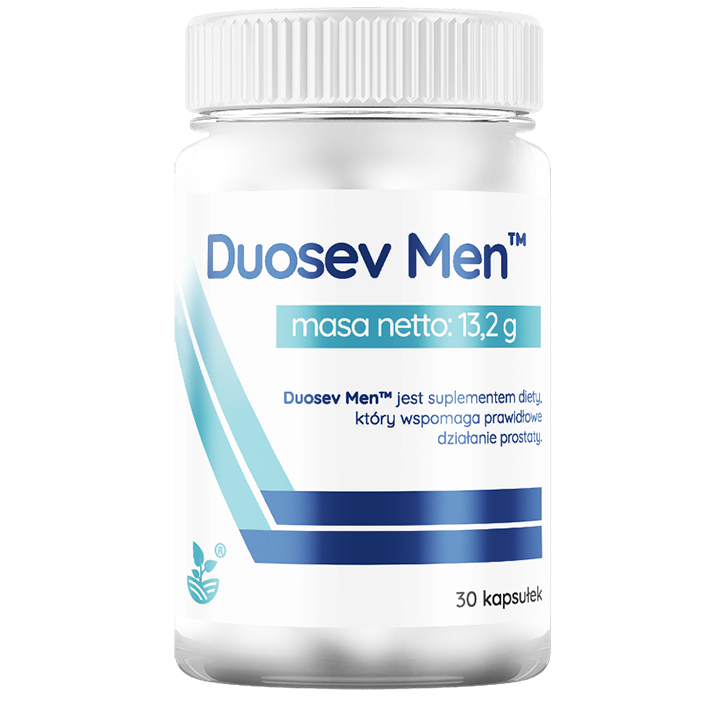 Duosev Men™
masa netto: 13,2 g
Duosev Men™ jest suplementem diety,
który wspomaga prawidłowe
działanie prostaty.
®
30 kapsułek